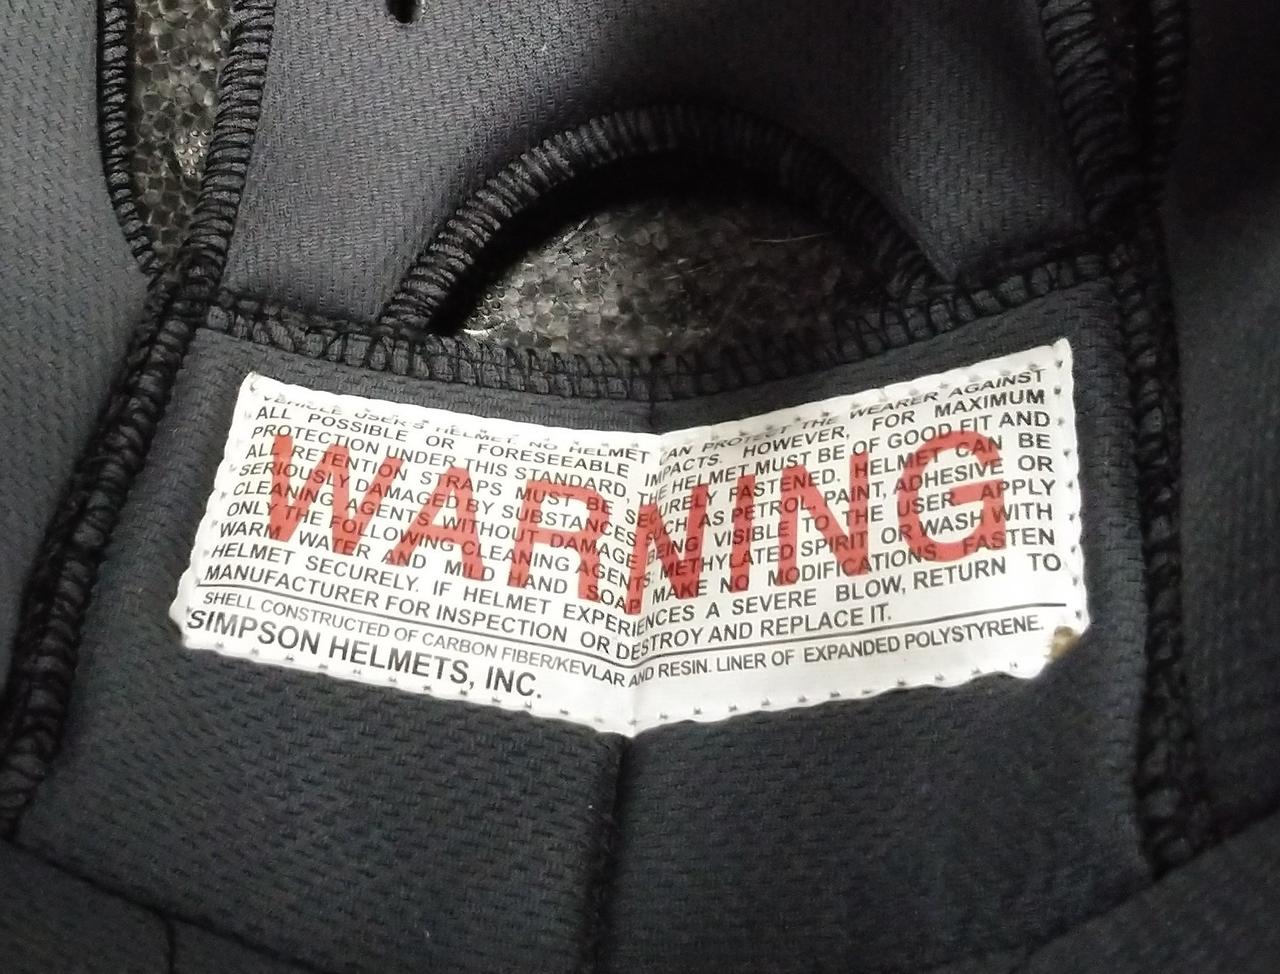 VEHICLE USER'S HELMET. NO HELMET CAN PROTECT THE WEARER AGAINST
ALL POSSIBLE OR FORESEEABLE IMPACTS. HOWEVER, FOR MAXIMUM
PROTECTION UNDER THIS STANDARD, THE HELMET MUST BE OF GOOD FIT AND
ALL RETENTION STRAPS MUST BE SECURELY FASTENED. HELMET CAN BE
SERIOUSLY DAMAGED BY SUBSTANCES SUCH AS PETROL, PAINT, ADHESIVE OR
CLEANING AGENTS WITHOUT DAMAGE BEING VISIBLE TO THE USER. APPLY
ONLY THE FOLLOWING CLEANING AGENTS: METHYLATED SPIRIT OR WASH WITH
WARM WATER AND MILD HAND SOAP. MAKE NO MODIFICATIONS. FASTEN
HELMET SECURELY. IF HELMET EXPERIENCES A SEVERE BLOW, RETURN TO
MANUFACTURER FOR INSPECTION OR DESTROY AND REPLACE IT.
WARNING
SHELL CONSTRUCTED OF CARBON FIBER/KEVLAR AND RESIN. LINER OF EXPANDED POLYSTYRENE.
SIMPSON HELMETS, INC.